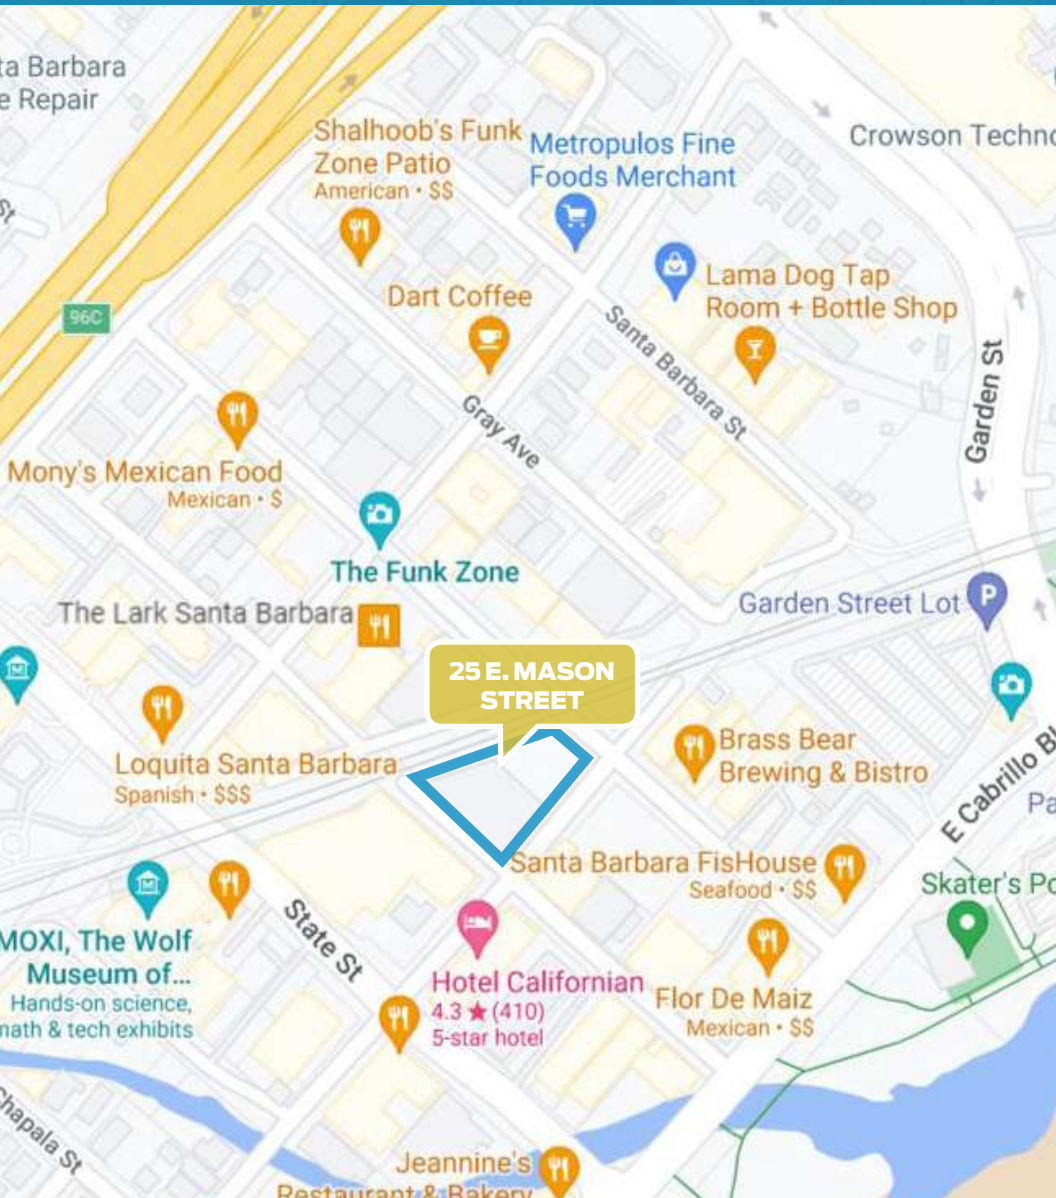 ta Barbara
e Repair
Shalhoob's Funk
Zone Patio
American • $$
Metropulos Fine
Foods Merchant
Crowson Techno
St
Dart Coffee
Lama Dog Tap
Room + Bottle Shop
96C
Santa Barbara St
Garden St
Gray Ave
Mony's Mexican Food
Mexican • $
The Funk Zone
The Lark Santa Barbara
Garden Street Lot
P
25 E. MASON
STREET
Loquita Santa Barbara
Spanish • $$$
Brass Bear
Brewing & Bistro
E Cabrillo Bl
Pa
Santa Barbara FisHouse
Seafood • $$
Skater's Po
State St
MOXI, The Wolf
Museum of...
Hands-on science,
math & tech exhibits
Hotel Californian
4.3 ★ (410)
5-star hotel
Flor De Maiz
Mexican • $$
Chapala St
Jeannine's
Restaurant & Bakery